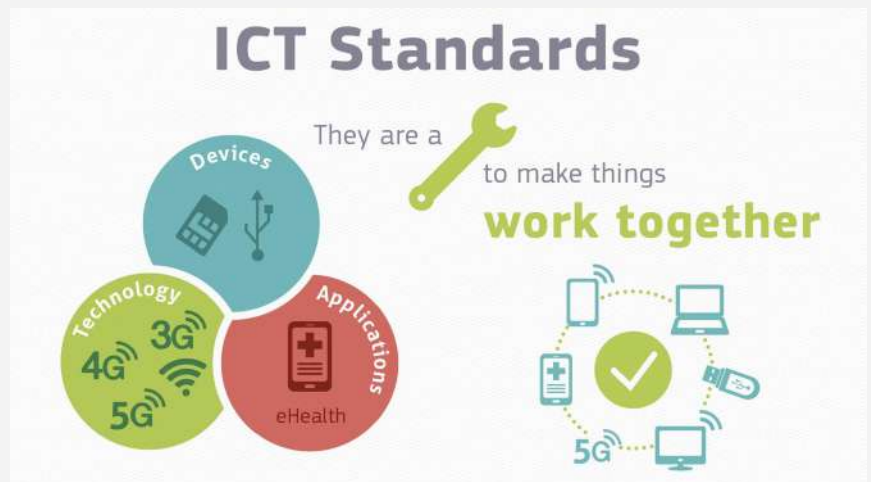 ICT Standards
They are a
to make things
work together
Devices
Technology
3G
4G
5G
Applications
eHealth
5G